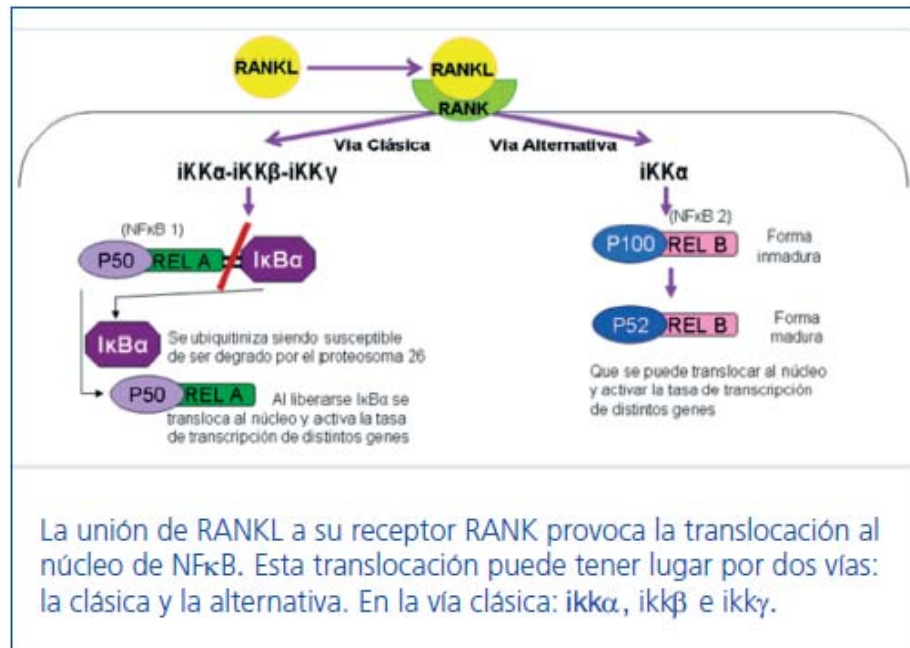 RANKL
RANKL
RANK
Vía Clásica
Vía Alternativa
iKKα-iKKβ-iKKγ
iKKα
(NFκB 1)
P50
REL A
IκBα
(NFκB 2)
P100
REL B
Forma
inmadura
IκBα
Se ubiquitiniza siendo susceptible
de ser degrado por el proteosoma 26
P52
REL B
Forma
madura
P50
REL A
Al liberarse IκBα se
transloca al núcleo y activa la tasa
de transcripción de distintos genes
Que se puede translocar al núcleo
y activar la tasa de transcripción
de distintos genes
La unión de RANKL a su receptor RANK provoca la translocación al
núcleo de NFκB. Esta translocación puede tener lugar por dos vías:
la clásica y la alternativa. En la vía clásica: ikkα, ikkβ e ikkγ.